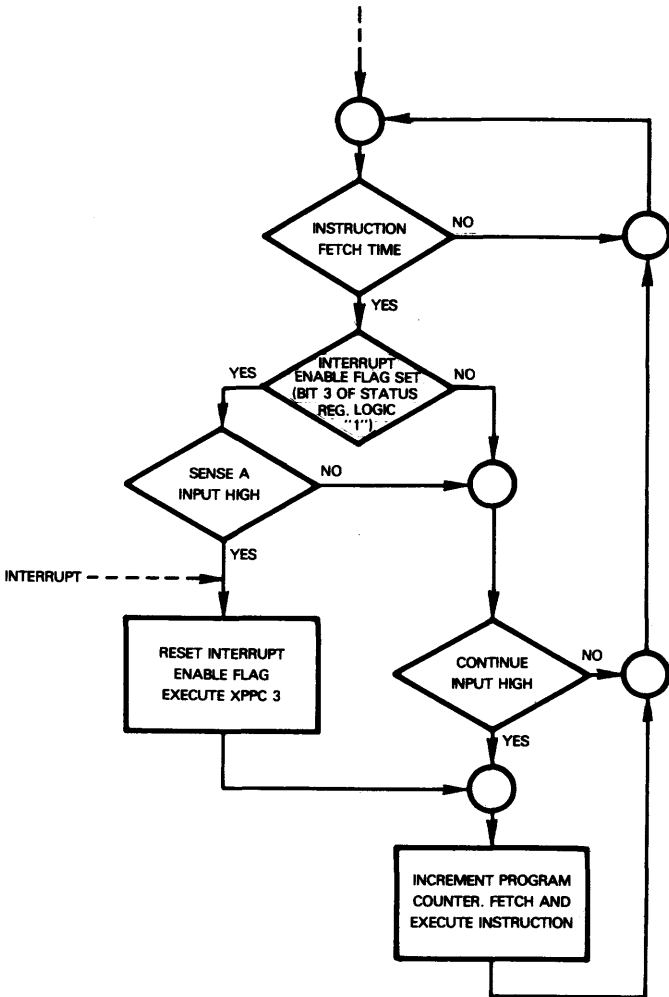 INSTRUCTION
FETCH TIME
NO
YES
INTERRUPT
ENABLE FLAG SET
(BIT 3 OF STATUS
REG. LOGIC
"1")
YES
NO
SENSE A
INPUT HIGH
NO
YES
INTERRUPT
RESET INTERRUPT
ENABLE FLAG
EXECUTE XPPC 3
CONTINUE
INPUT HIGH
NO
YES
INCREMENT PROGRAM
COUNTER. FETCH AND
EXECUTE INSTRUCTION